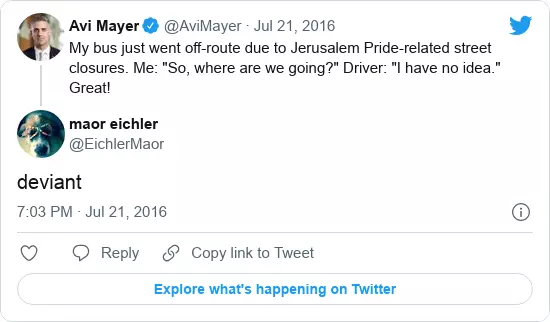 Avi Mayer @AviMayer · Jul 21, 2016
My bus just went off-route due to Jerusalem Pride-related street
closures. Me: "So, where are we going?" Driver: "I have no idea."
Great!
maor eichler
@EichlerMaor
deviant
7:03 PM · Jul 21, 2016
Reply Copy link to Tweet
Explore what's happening on Twitter